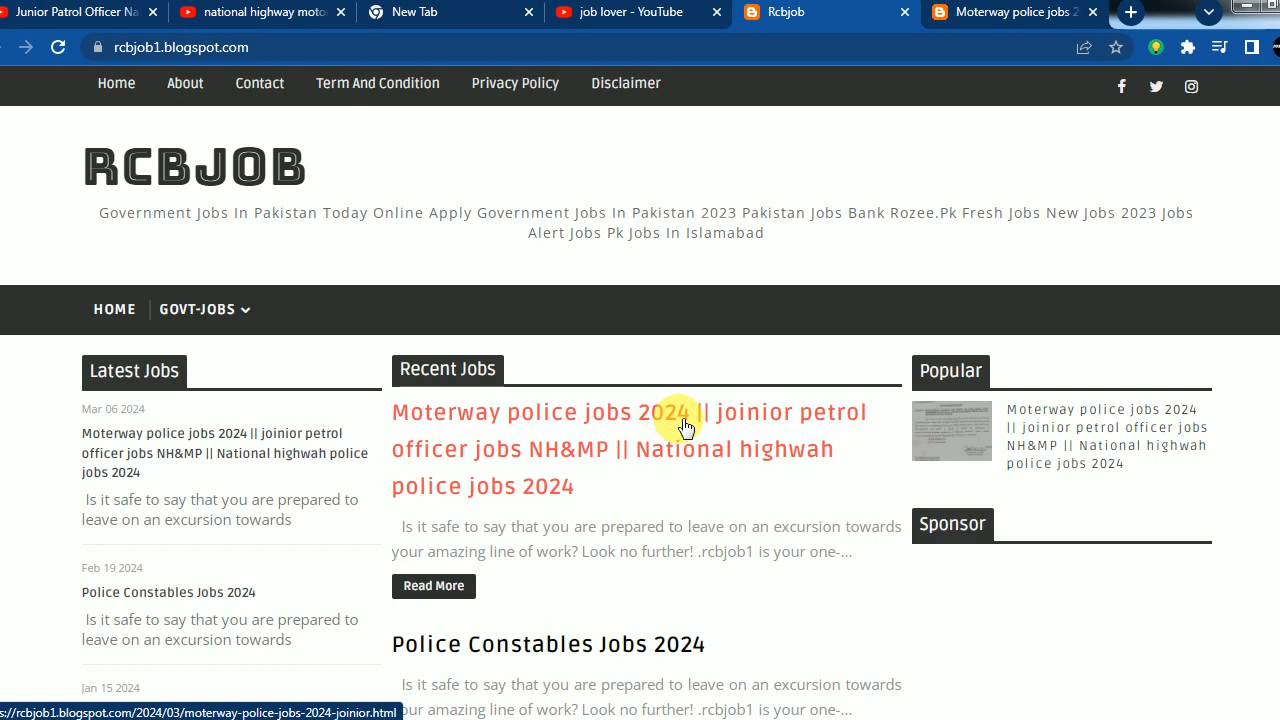 Junior Patrol Officer Na
national highway moto
New Tab
job lover - YouTube
Rcbjob
Moterway police jobs 2
rcbjob1.blogspot.com
Home About Contact Term And Condition Privacy Policy Disclaimer
RCBJOB
Government Jobs In Pakistan Today Online Apply Government Jobs In Pakistan 2023 Pakistan Jobs Bank Rozee.Pk Fresh Jobs New Jobs 2023 Jobs
Alert Jobs Pk Jobs In Islamabad
HOME GOVT-JOBS
Latest Jobs
Mar 06 2024
Moterway police jobs 2024 || joinior petrol
officer jobs NH&MP || National highwah police
jobs 2024
Is it safe to say that you are prepared to
leave on an excursion towards
Feb 19 2024
Police Constables Jobs 2024
Is it safe to say that you are prepared to
leave on an excursion towards
Jan 15 2024
Recent Jobs
Moterway police jobs 2024 || joinior petrol
officer jobs NH&MP || National highwah
police jobs 2024
Is it safe to say that you are prepared to leave on an excursion towards
your amazing line of work? Look no further! .rcbjob1 is your one-...
Read More
Police Constables Jobs 2024
Is it safe to say that you are prepared to leave on an excursion towards
our amazing line of work? Look no further! .rcbjob1 is your one-...
Popular
Moterway police jobs 2024
|| joinior petrol officer jobs
NH&MP || National highwah
police jobs 2024
Sponsor
s://rcbjob1.blogspot.com/2024/03/moterway-police-jobs-2024-joinior.html